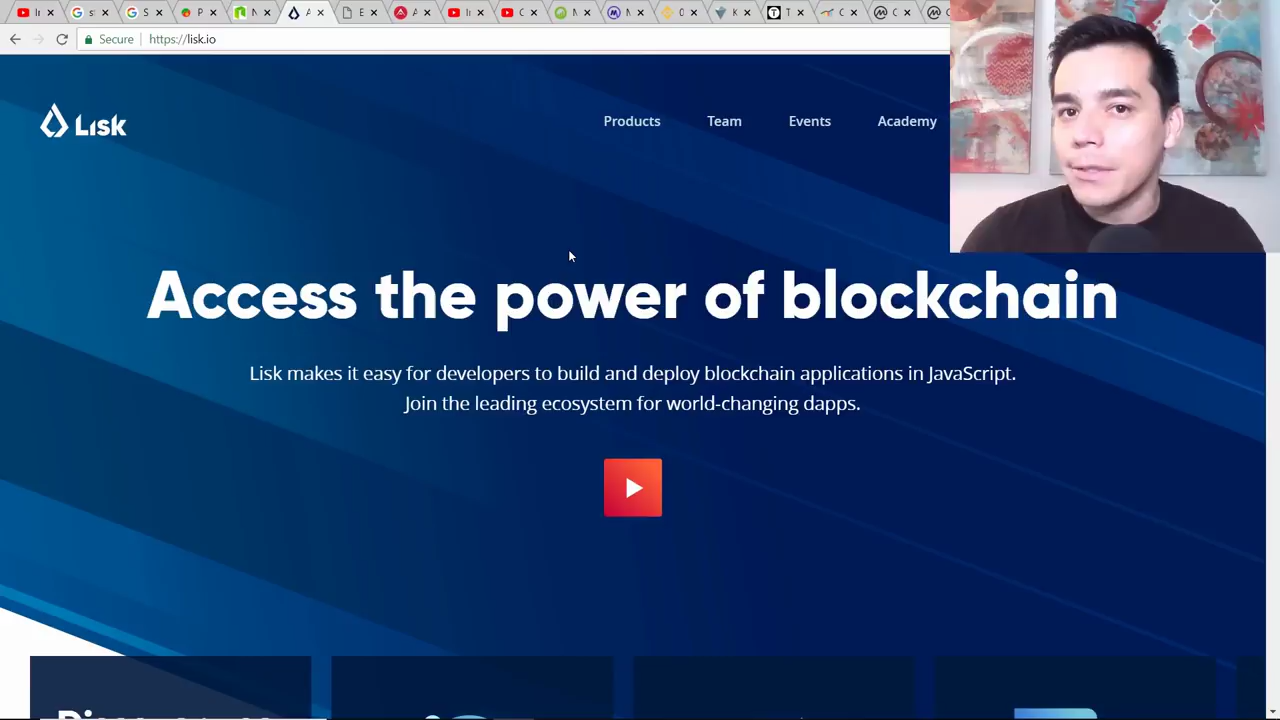 Secure
https://lisk.io
Lisk
Products
Team
Events
Academy
Access the power of blockchain
Lisk makes it easy for developers to build and deploy blockchain applications in JavaScript.
Join the leading ecosystem for world-changing dapps.